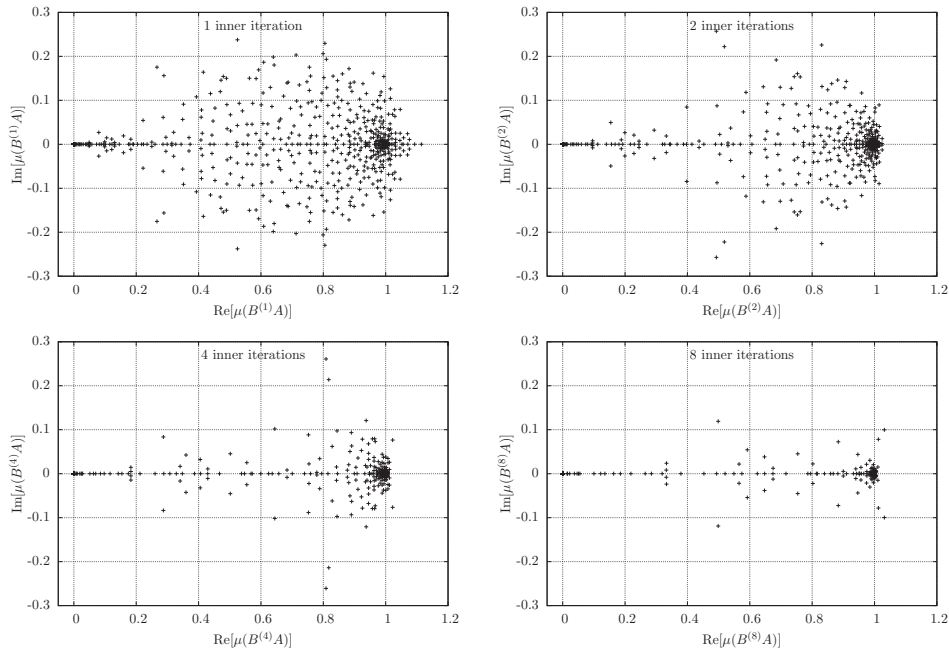 1 inner iteration
0.3
0.2
0.1
0
-0.1
-0.2
-0.3
0 0.2 0.4 0.6 0.8 1 1.2
Im[μ(B⁽¹⁾A)]
Re[μ(B⁽¹⁾A)]
2 inner iterations
0.3
0.2
0.1
0
-0.1
-0.2
-0.3
0 0.2 0.4 0.6 0.8 1 1.2
Im[μ(B⁽²⁾A)]
Re[μ(B⁽²⁾A)]
4 inner iterations
0.3
0.2
0.1
0
-0.1
-0.2
-0.3
0 0.2 0.4 0.6 0.8 1 1.2
Im[μ(B⁽⁴⁾A)]
Re[μ(B⁽⁴⁾A)]
8 inner iterations
0.3
0.2
0.1
0
-0.1
-0.2
-0.3
0 0.2 0.4 0.6 0.8 1 1.2
Im[μ(B⁽⁸⁾A)]
Re[μ(B⁽⁸⁾A)]